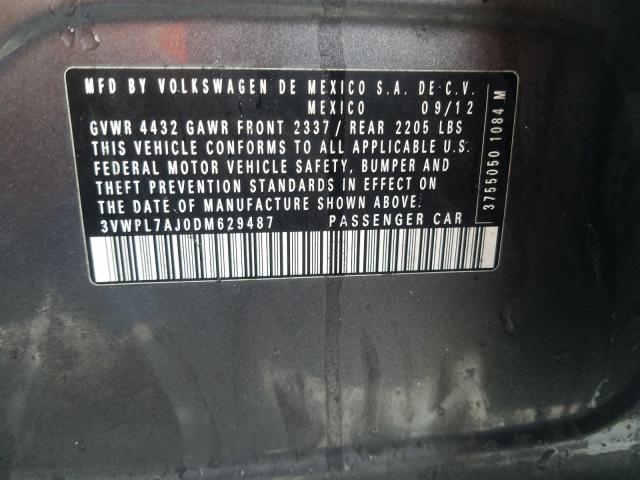 MFD BY VOLKSWAGEN DE MEXICO S.A. DE C.V.
MEXICO 09/12
GVWR 4432 GAWR FRONT 2337/ REAR 2205 LBS
THIS VEHICLE CONFORMS TO ALL APPLICABLE U.S.
FEDERAL MOTOR VEHICLE SAFETY, BUMPER AND
THEFT PREVENTION STANDARDS IN EFFECT ON
THE DATE OF MANUFACTURE SHOWN ABOVE.
3VWPL7AJ0DM629487 PASSENGER CAR
3755050 1084 M